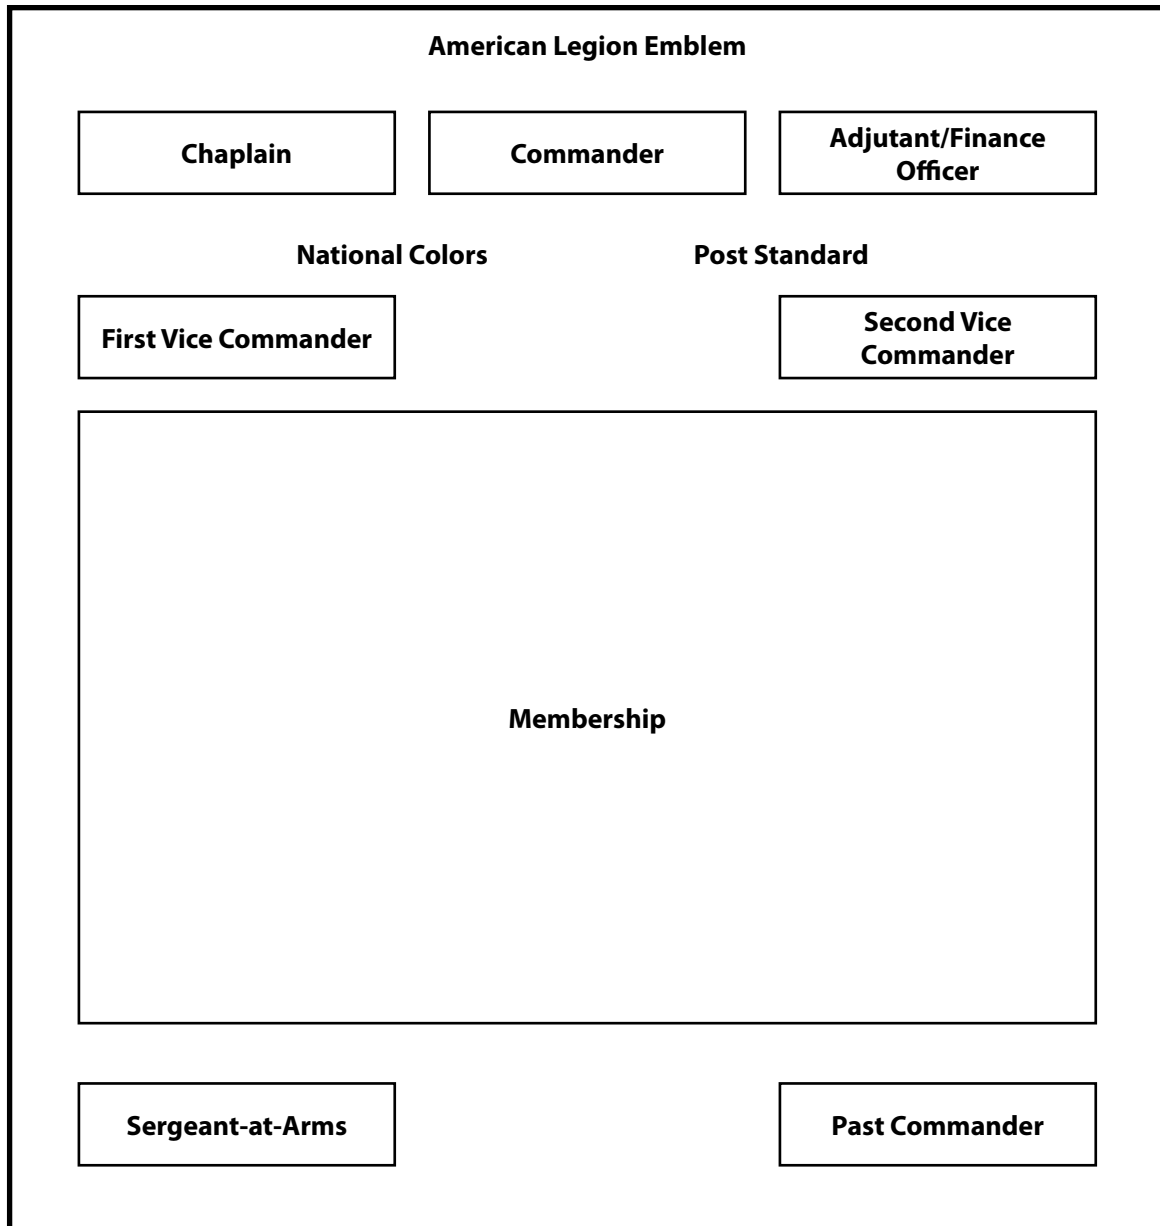 American Legion Emblem
Chaplain
Commander
Adjutant/Finance
Officer
National Colors
Post Standard
First Vice Commander
Second Vice
Commander
Membership
Sergeant-at-Arms
Past Commander